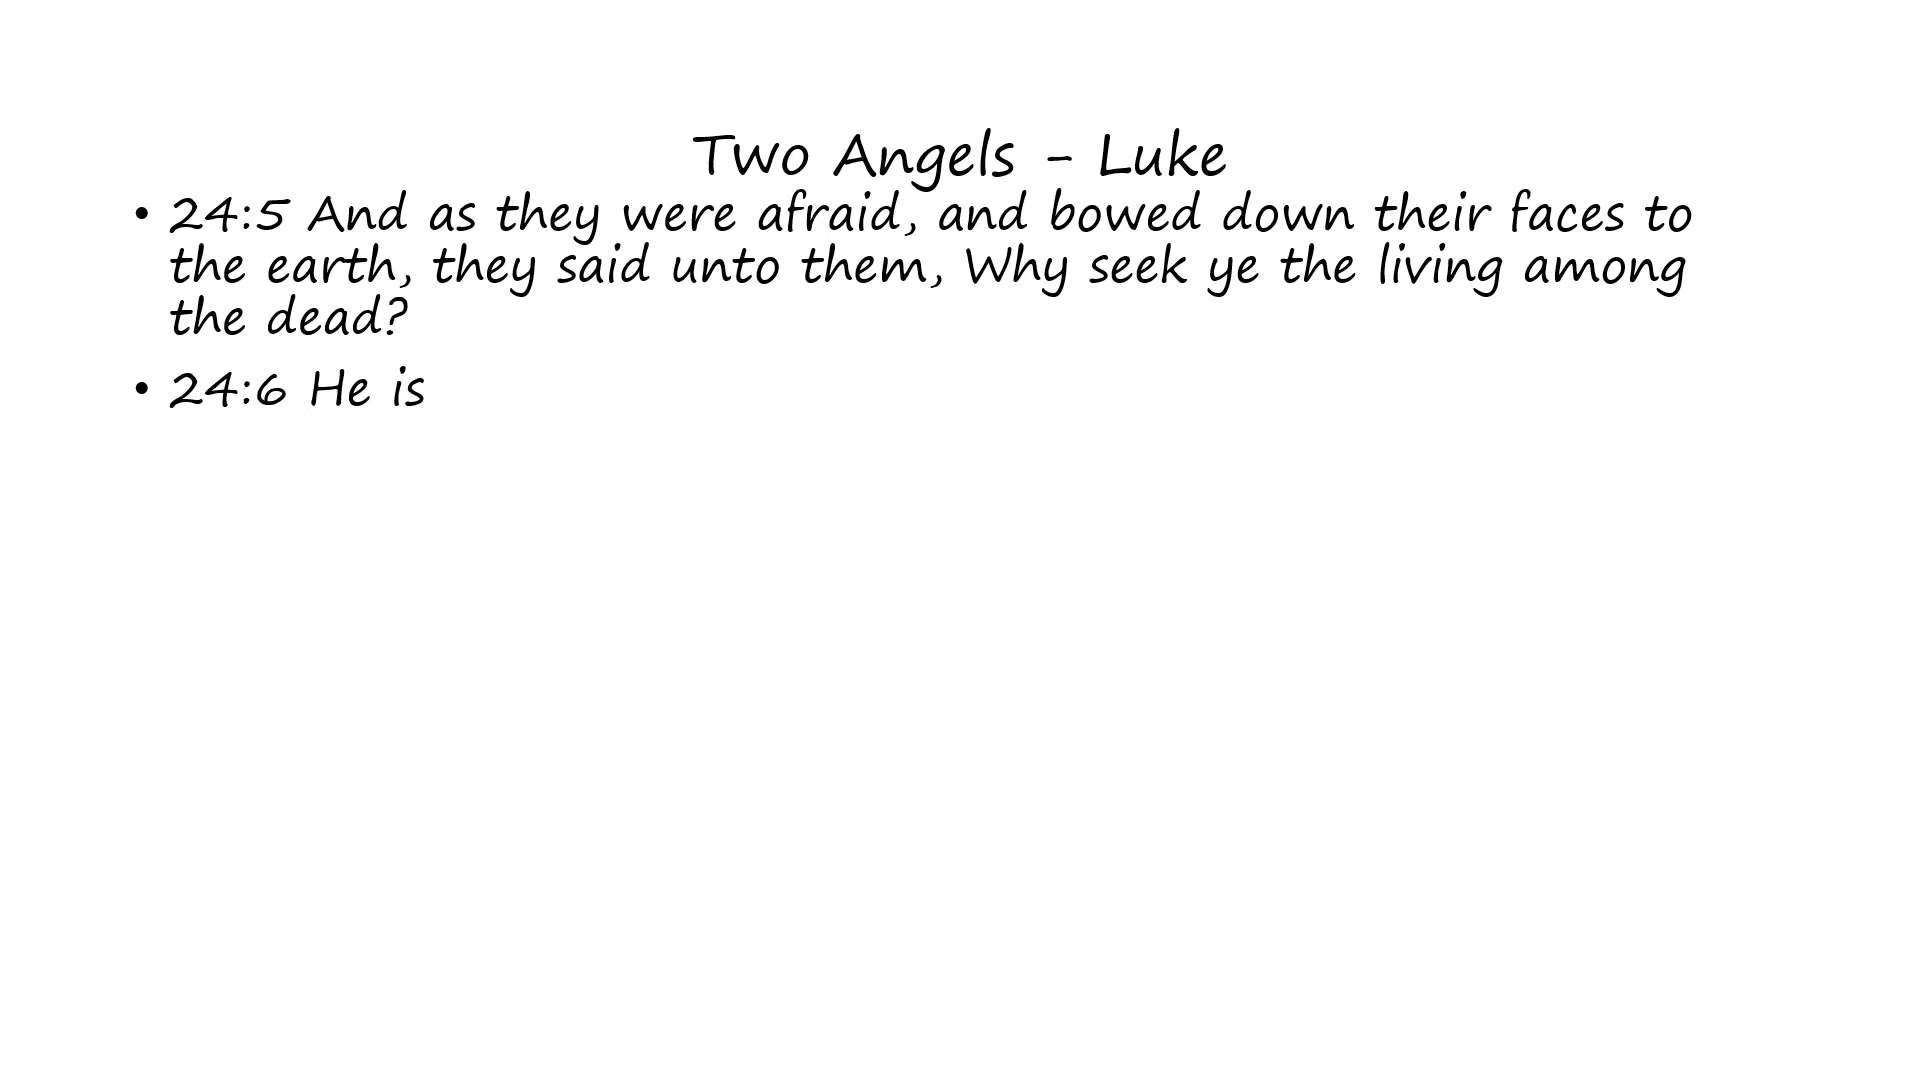 Two Angels - Luke
• 24:5 And as they were afraid, and bowed down their faces to
the earth, they said unto them, Why seek ye the living among
the dead?
• 24:6 He is